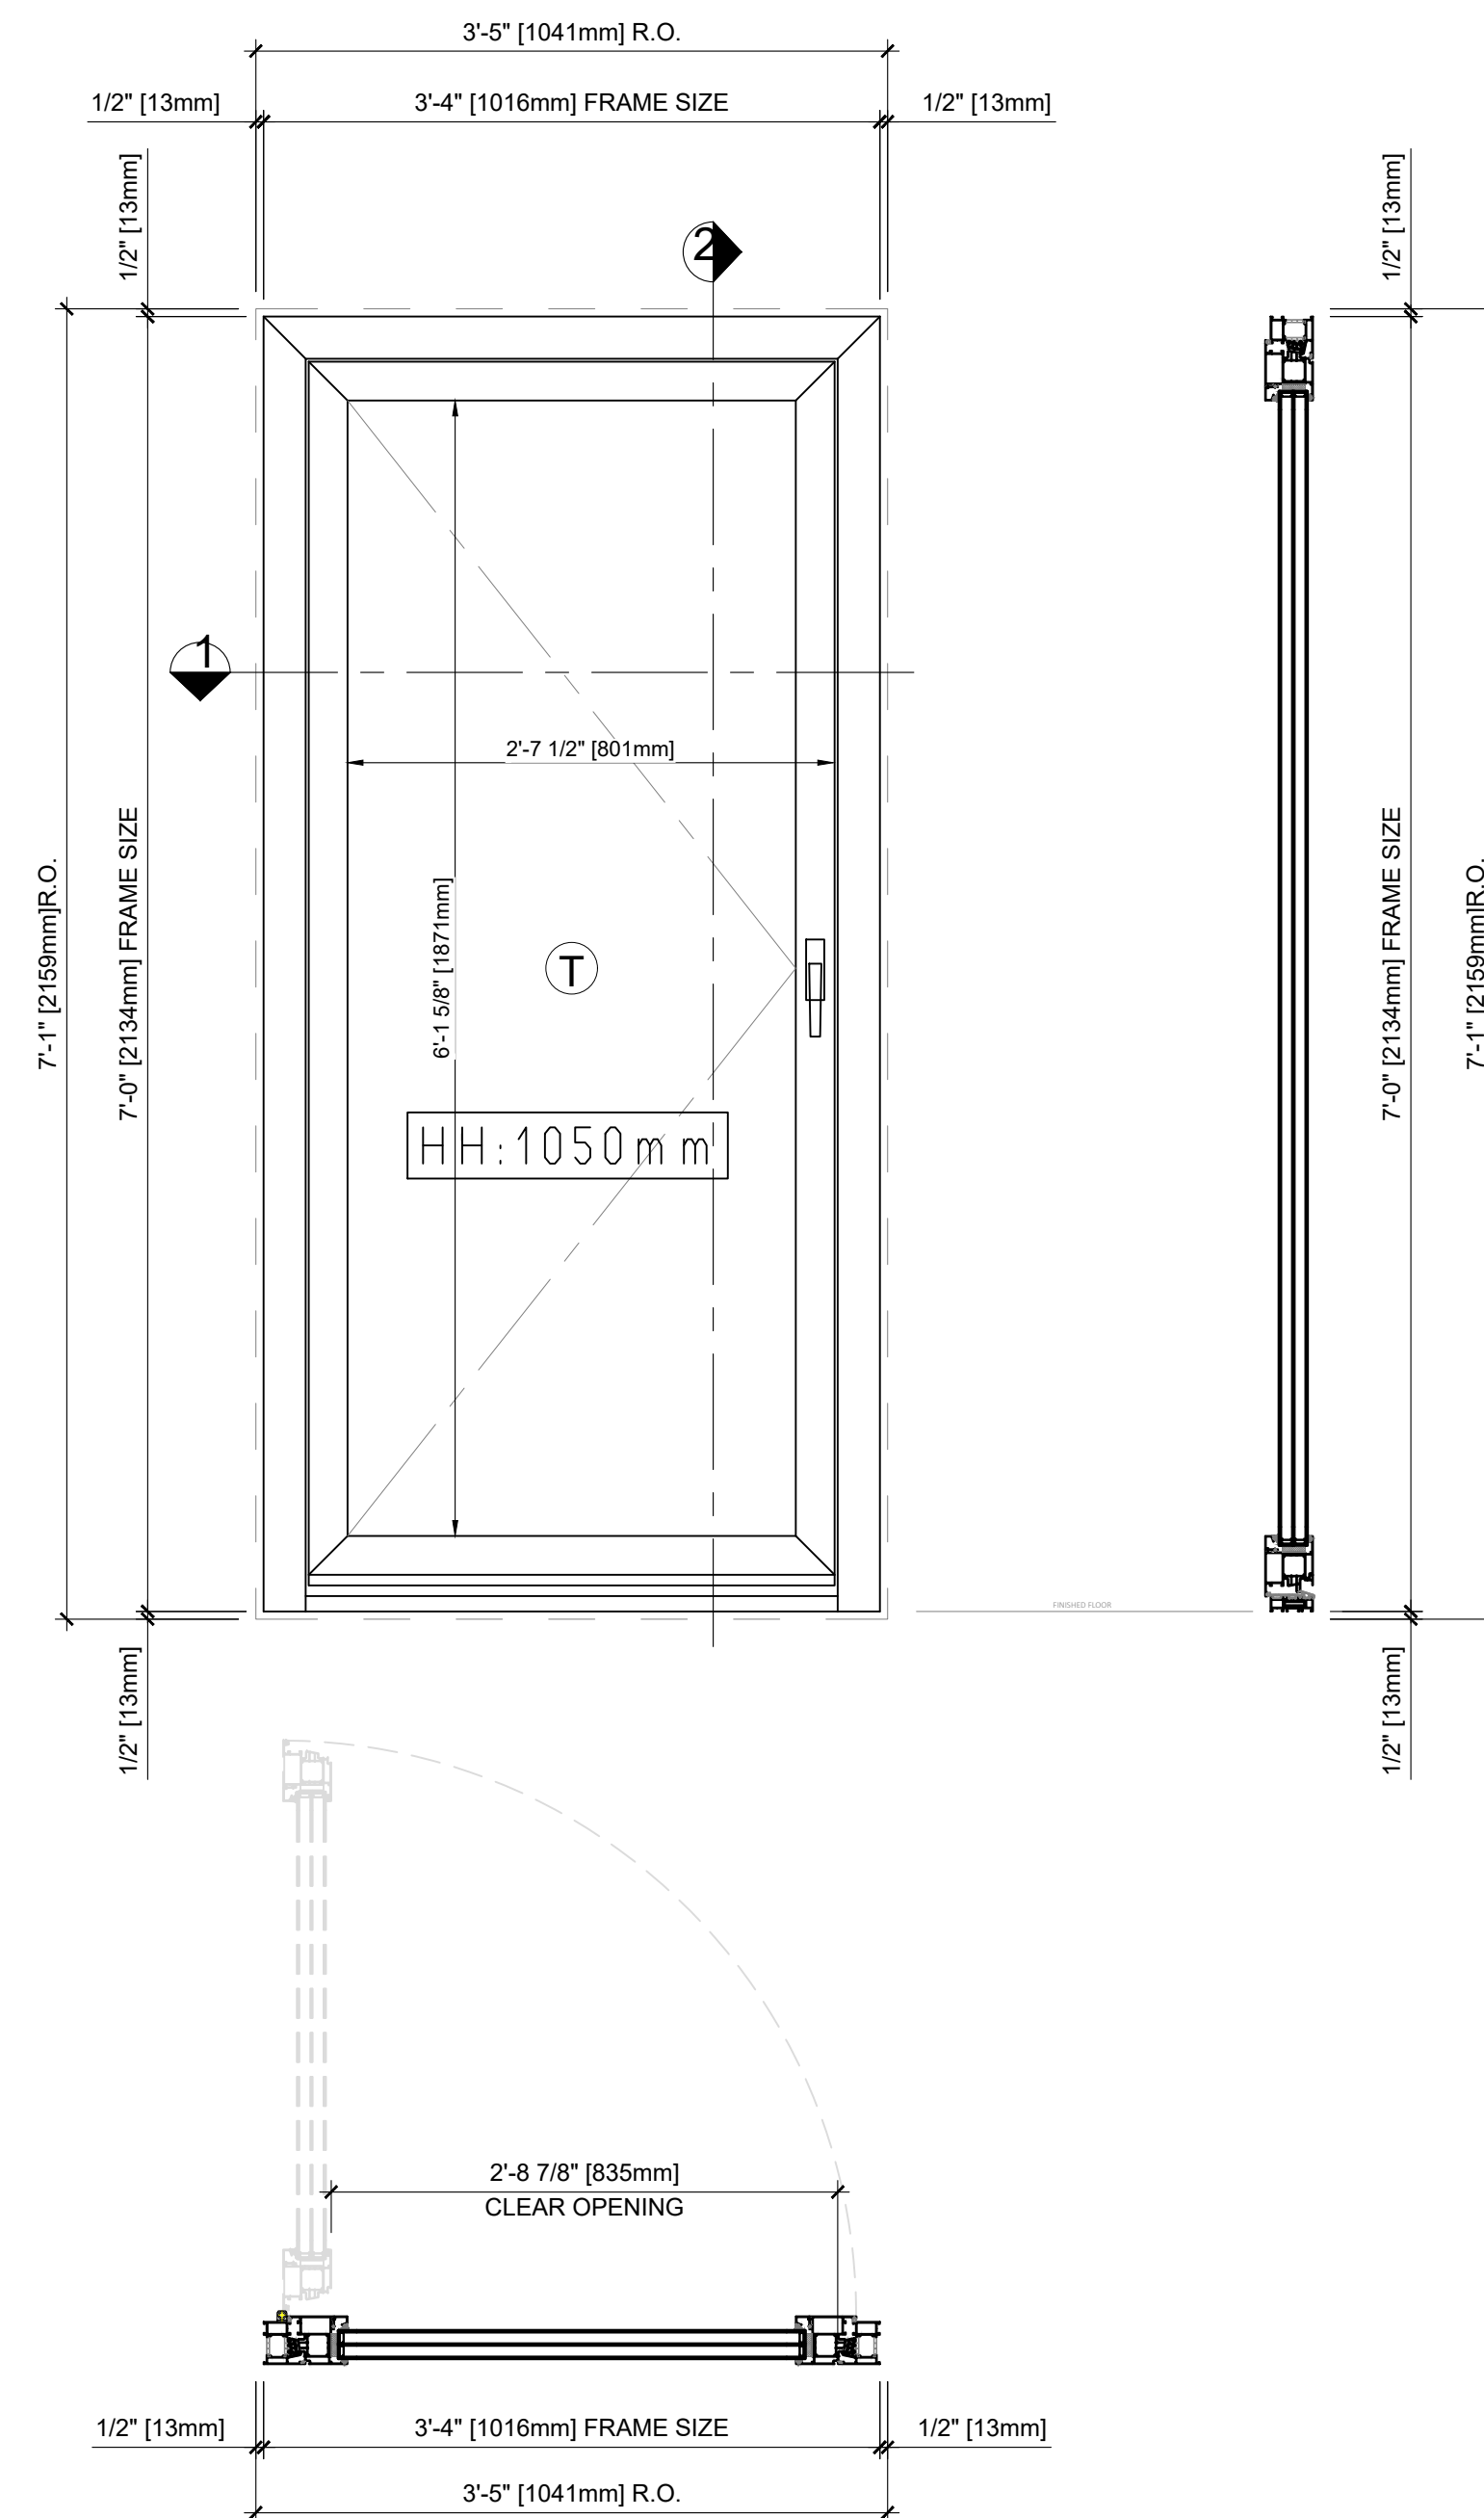 3'-5" [1041mm] R.O.
1/2" [13mm]
3'-4" [1016mm] FRAME SIZE
1/2" [13mm]
1/2" [13mm]
1/2" [13mm]
2
1
2'-7 1/2" [801mm]
7'-1" [2159mm]R.O.
7'-0" [2134mm] FRAME SIZE
6'-1 5/8" [1871mm]
T
HH:1050mm
7'-0" [2134mm] FRAME SIZE
7'-1" [2159mm]R.O.
FINISHED FLOOR
1/2" [13mm]
1/2" [13mm]
2'-8 7/8" [835mm]
CLEAR OPENING
1/2" [13mm]
3'-4" [1016mm] FRAME SIZE
1/2" [13mm]
3'-5" [1041mm] R.O.